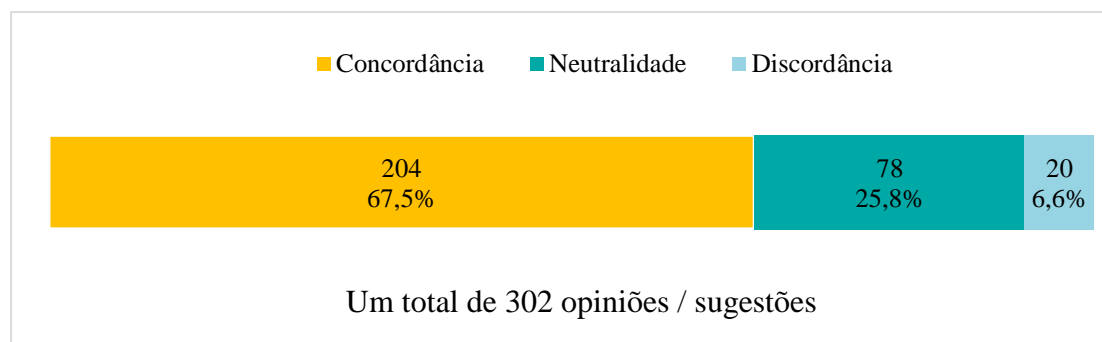 Concordância Neutralidade Discordância
204 78 20
67,5% 25,8% 6,6%
Um total de 302 opiniões / sugestões